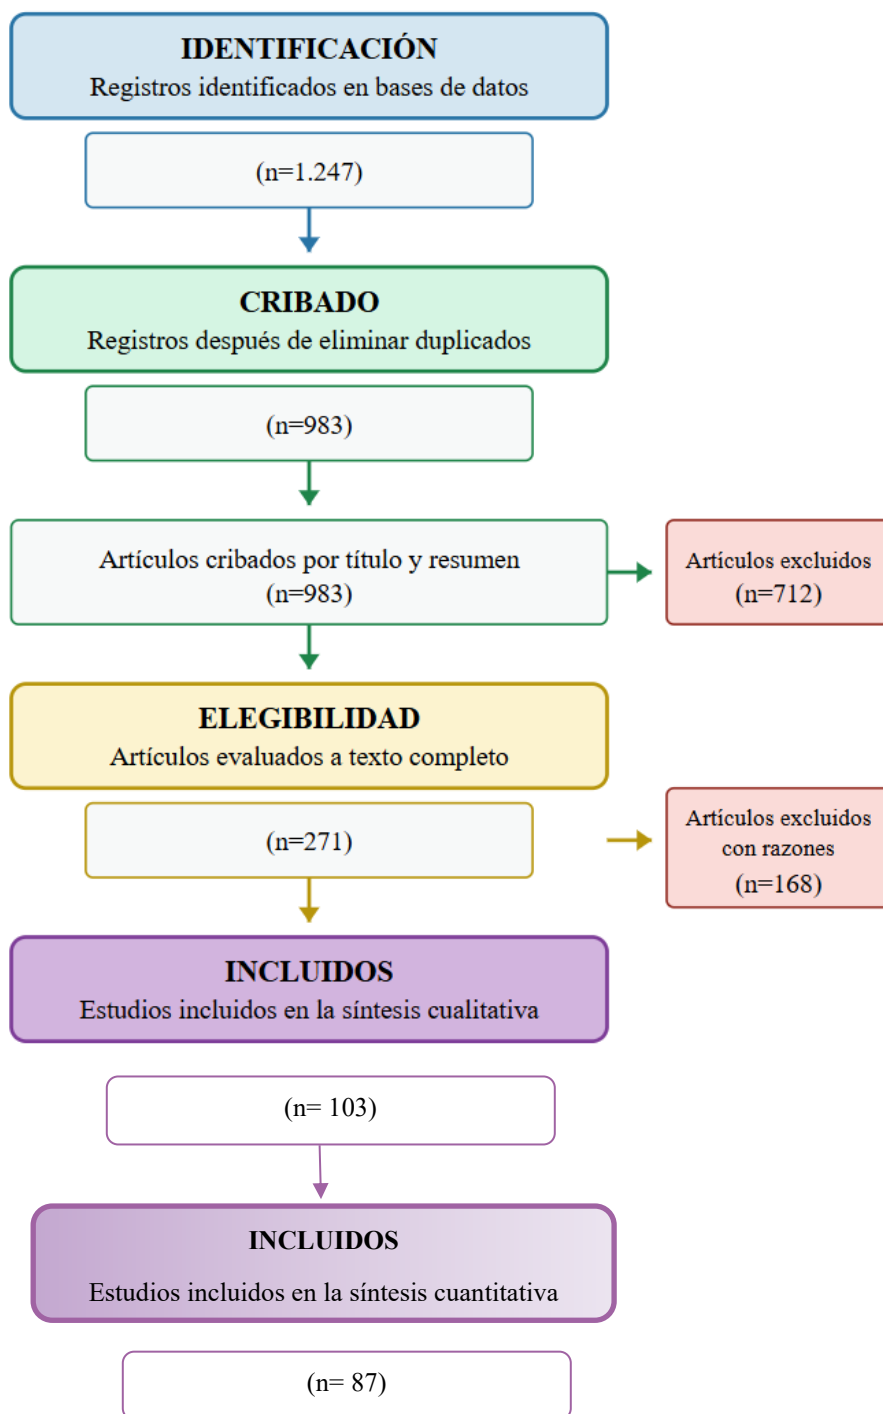 IDENTIFICACIÓN
Registros identificados en bases de datos
(n=1.247)
CRIBADO
Registros después de eliminar duplicados
(n=983)
Artículos cribados por título y resumen
(n=983)
Artículos excluidos
(n=712)
ELEGIBILIDAD
Artículos evaluados a texto completo
(n=271)
Artículos excluidos
con razones
(n=168)
INCLUIDOS
Estudios incluidos en la síntesis cualitativa
(n= 103)
INCLUIDOS
Estudios incluidos en la síntesis cuantitativa
(n= 87)